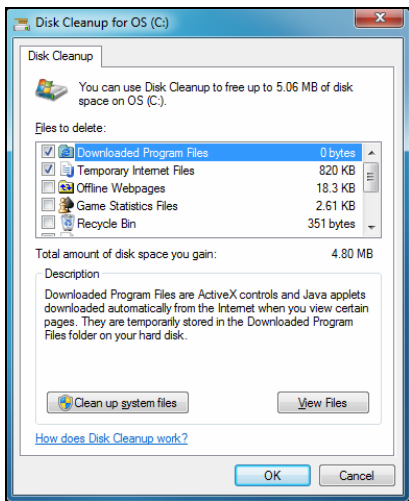 Disk Cleanup for OS (C:)
Disk Cleanup
You can use Disk Cleanup to free up to 5.06 MB of disk
space on OS (C:).
Files to delete:
Downloaded Program Files 0 bytes
Temporary Internet Files 820 KB
Offline Webpages 18.3 KB
Game Statistics Files 2.61 KB
Recycle Bin 351 bytes
Total amount of disk space you gain: 4.80 MB
Description
Downloaded Program Files are ActiveX controls and Java applets
downloaded automatically from the Internet when you view certain
pages. They are temporarily stored in the Downloaded Program
Files folder on your hard disk.
Clean up system files View Files
How does Disk Cleanup work?
OK Cancel